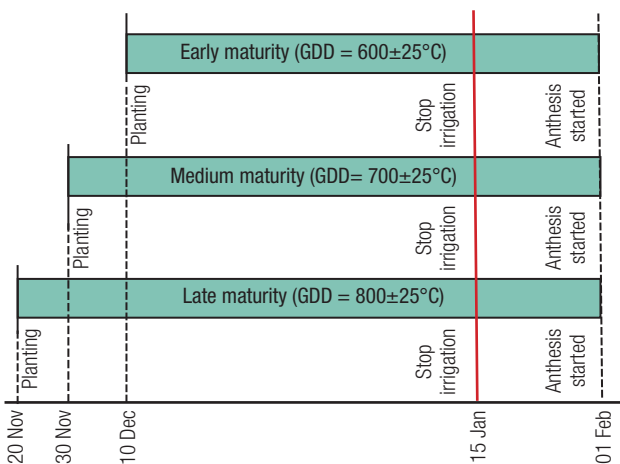 Early maturity (GDD = 600±25°C)
Planting
Stop
irrigation
Anthesis
started
Medium maturity (GDD= 700±25°C)
Planting
Stop
irrigation
Anthesis
started
Late maturity (GDD = 800±25°C)
Planting
Stop
irrigation
Anthesis
started
20 Nov
30 Nov
10 Dec
15 Jan
01 Feb